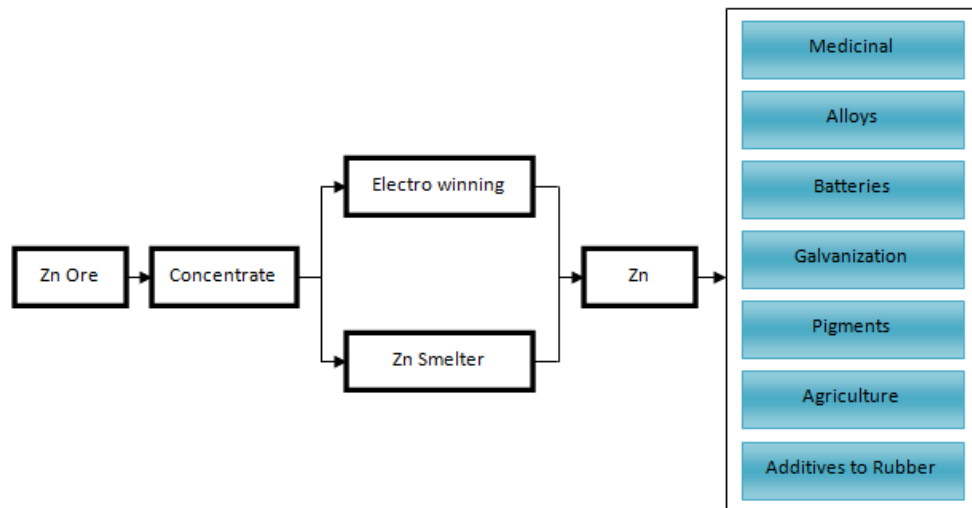 Zn Ore
Concentrate
Electro winning
Zn Smelter
Zn
Medicinal
Alloys
Batteries
Galvanization
Pigments
Agriculture
Additives to Rubber